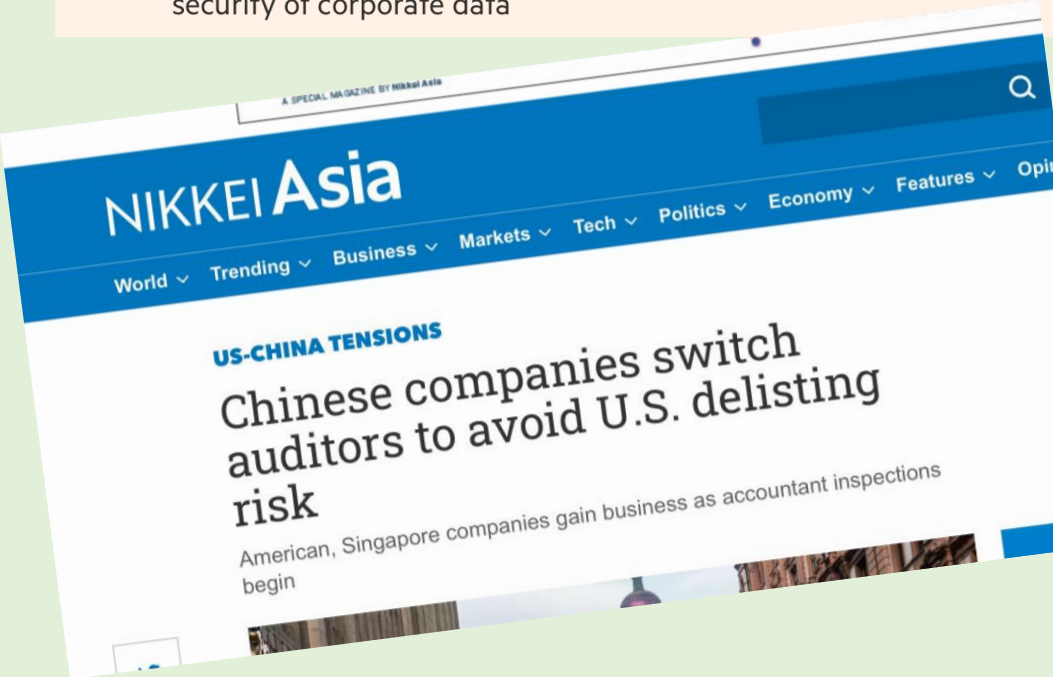 security of corporate data
A SPECIAL MAGAZINE BY Nikkei Asia
NIKKEI Asia
World Trending Business Markets Tech Politics Economy Features
US-CHINA TENSIONS
Chinese companies switch
auditors to avoid U.S. delisting
risk
American, Singapore companies gain business as accountant inspections
begin